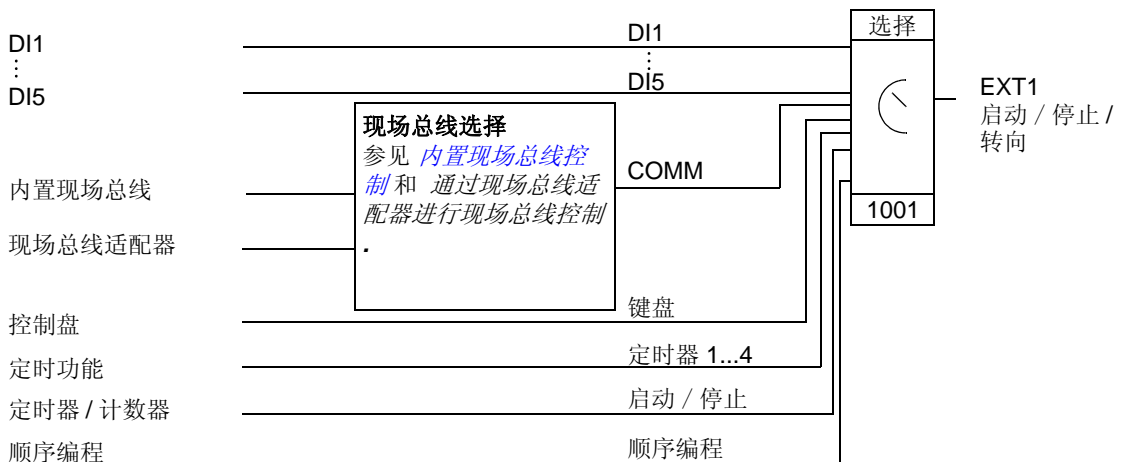 DI1
DI1
选择
⋮
⋮
DI5
DI5
EXT1
启动 / 停止 /
转向
现场总线选择
参见 内置现场总线控
制 和 通过现场总线适
配器进行现场总线控制
.
COMM
内置现场总线
1001
现场总线适配器
键盘
控制盘
定时器 1...4
定时功能
启动 / 停止
定时器 / 计数器
顺序编程
顺序编程